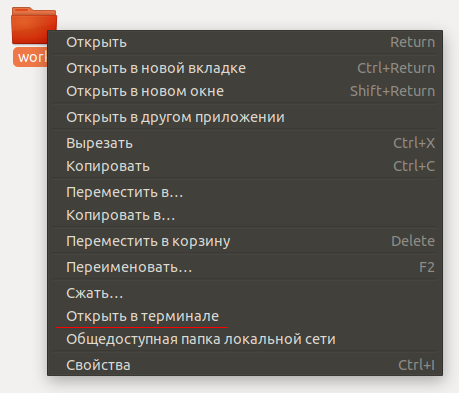 work
Открыть Return
Открыть в новой вкладке Ctrl+Return
Открыть в новом окне Shift+Return
Открыть в другом приложении
Вырезать Ctrl+X
Копировать Ctrl+C
Переместить в…
Копировать в…
Переместить в корзину Delete
Переименовать… F2
Сжать…
Открыть в терминале
Общедоступная папка локальной сети
Свойства Ctrl+I